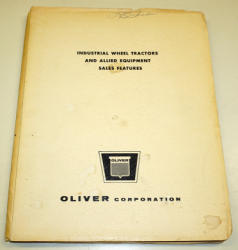 INDUSTRIAL WHEEL TRACTORS
AND ALLIED EQUIPMENT
SALES FEATURES
OLIVER
OLIVER CORPORATION